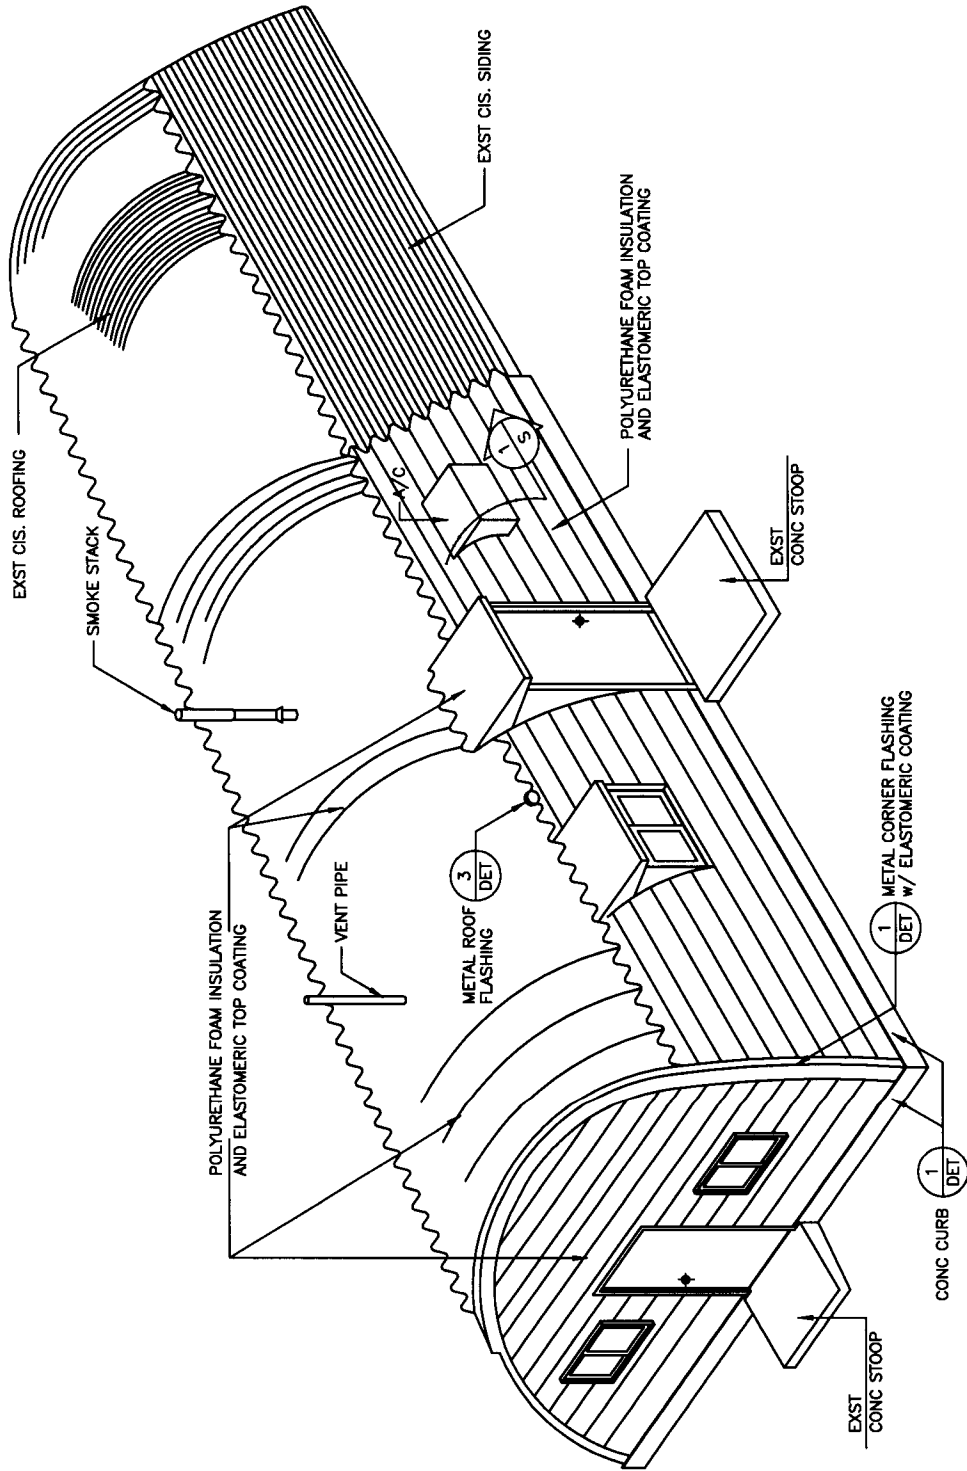 EXST CIS. ROOFING
SMOKE STACK
POLYURETHANE FOAM INSULATION
AND ELASTOMERIC TOP COATING
VENT PIPE
METAL ROOF
FLASHING
3
DET
A/C
1
S
EXST CIS. SIDING
POLYURETHANE FOAM INSULATION
AND ELASTOMERIC TOP COATING
EXST
CONC STOOP
1
DET
METAL CORNER FLASHING
w/ ELASTOMERIC COATING
CONC CURB
1
DET
EXST
CONC STOOP